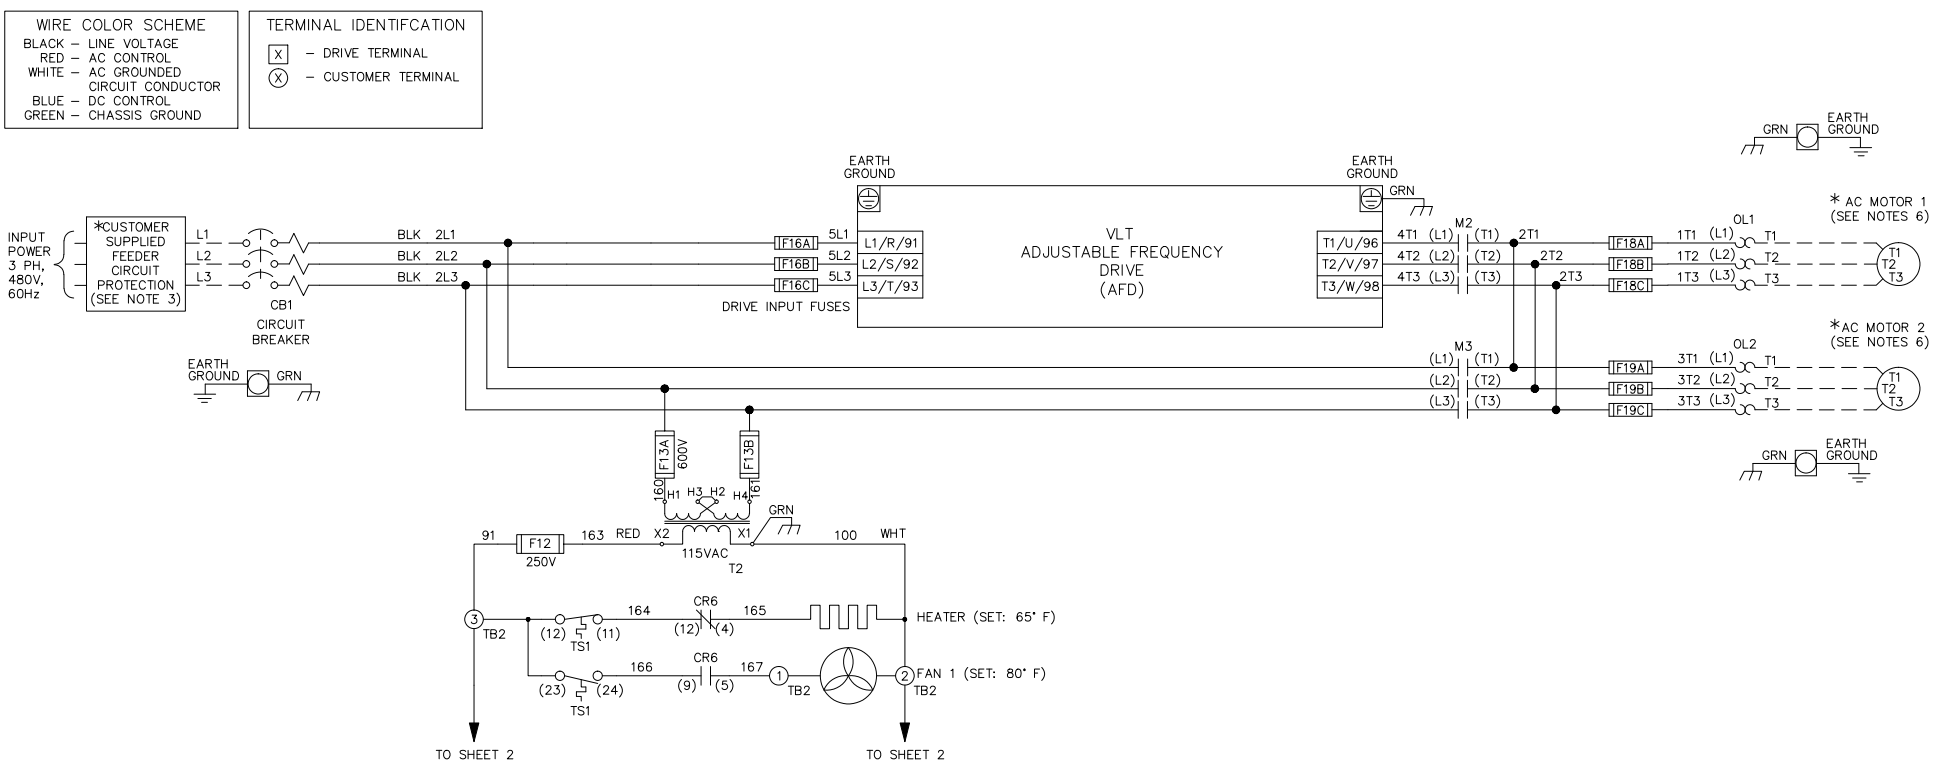 WIRE COLOR SCHEME
BLACK – LINE VOLTAGE
RED – AC CONTROL
WHITE – AC GROUNDED
CIRCUIT CONDUCTOR
BLUE – DC CONTROL
GREEN – CHASSIS GROUND
TERMINAL IDENTIFCATION
X – DRIVE TERMINAL
X – CUSTOMER TERMINAL
GRN
EARTH
GROUND
EARTH
GROUND
EARTH
GROUND
GRN
INPUT
POWER
3 PH,
480V,
60Hz
*CUSTOMER
SUPPLIED
FEEDER
CIRCUIT
PROTECTION
(SEE NOTE 3)
L1
L2
L3
CB1
CIRCUIT
BREAKER
BLK 2L1
BLK 2L2
BLK 2L3
F16A 5L1 L1/R/91
F16B 5L2 L2/S/92
F16C 5L3 L3/T/93
DRIVE INPUT FUSES
VLT
ADJUSTABLE FREQUENCY
DRIVE
(AFD)
M2
T1/U/96 4T1 (L1) (T1) 2T1 F18A 1T1 (L1) T1
T2/V/97 4T2 (L2) (T2) 2T2 F18B 1T2 (L2) T2
T3/W/98 4T3 (L3) (T3) 2T3 F18C 1T3 (L3) T3
OL1
* AC MOTOR 1
(SEE NOTES 6)
T1
T2
T3
M3
(L1) (T1) F19A 3T1 (L1) T1
(L2) (T2) F19B 3T2 (L2) T2
(L3) (T3) F19C 3T3 (L3) T3
OL2
*AC MOTOR 2
(SEE NOTES 6)
T1
T2
T3
EARTH
GROUND
GRN
GRN
EARTH
GROUND
F13A
600V
F13B
160
161
H1 H3 H2 H4
GRN
91 F12 163 RED X2 X1 100 WHT
250V
115VAC
T2
3
TB2
(12) (11)
TS1
164
CR6
(12) (4)
165
HEATER (SET: 65° F)
(23) (24)
TS1
166
CR6
(9) (5)
167
1
TB2
2
TB2
FAN 1 (SET: 80° F)
TO SHEET 2
TO SHEET 2